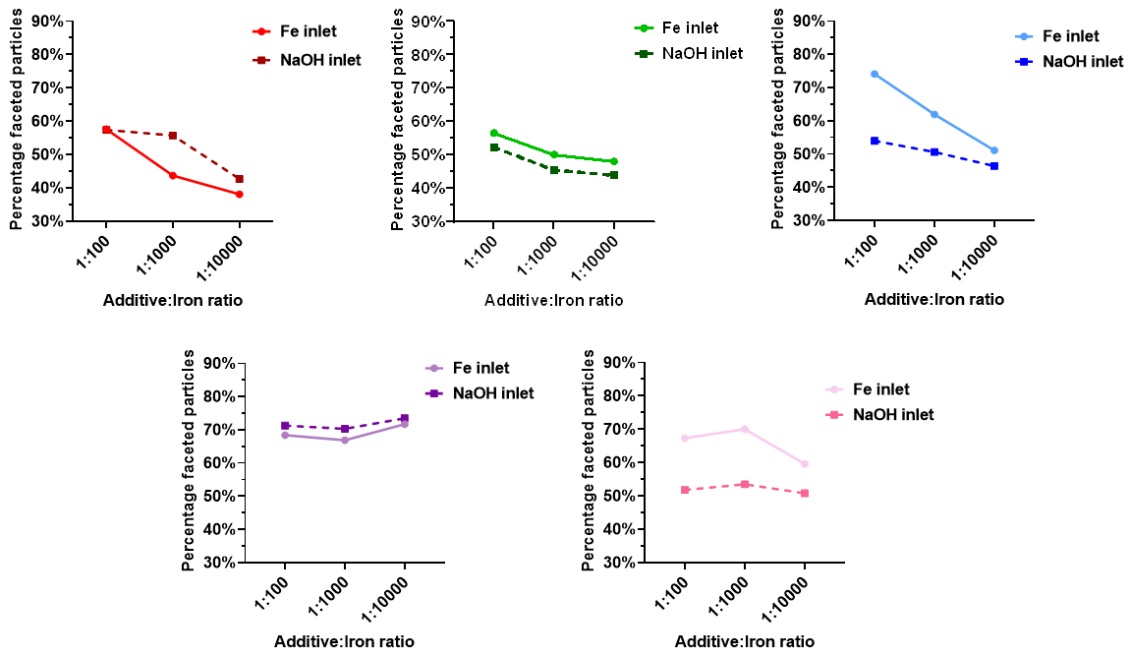 Percentage faceted particles
90%
80%
70%
60%
50%
40%
30%
Fe inlet
NaOH inlet
1:100
1:1000
1:10000
Additive:Iron ratio
Percentage faceted particles
90%
80%
70%
60%
50%
40%
30%
Fe inlet
NaOH inlet
1:100
1:1000
1:10000
Additive:Iron ratio
Percentage faceted particles
90%
80%
70%
60%
50%
40%
30%
Fe inlet
NaOH inlet
1:100
1:1000
1:10000
Additive:Iron ratio
Percentage faceted particles
90%
80%
70%
60%
50%
40%
30%
Fe inlet
NaOH inlet
1:100
1:1000
1:10000
Additive:Iron ratio
Percentage faceted particles
90%
80%
70%
60%
50%
40%
30%
Fe inlet
NaOH inlet
1:100
1:1000
1:10000
Additive:Iron ratio